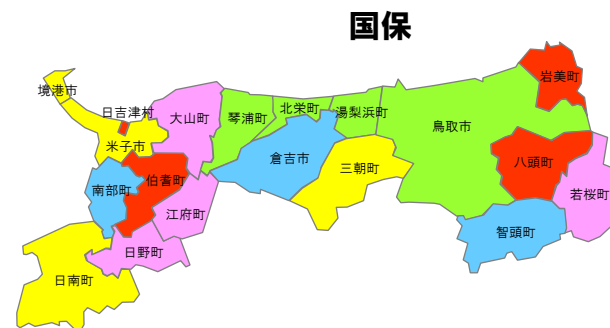 国保
岩美町
境港市
日吉津村
大山町
琴浦町
北栄町
湯梨浜町
鳥取市
米子市
倉吉市
三朝町
八頭町
南部町
伯耆町
若桜町
江府町
智頭町
日野町
日南町